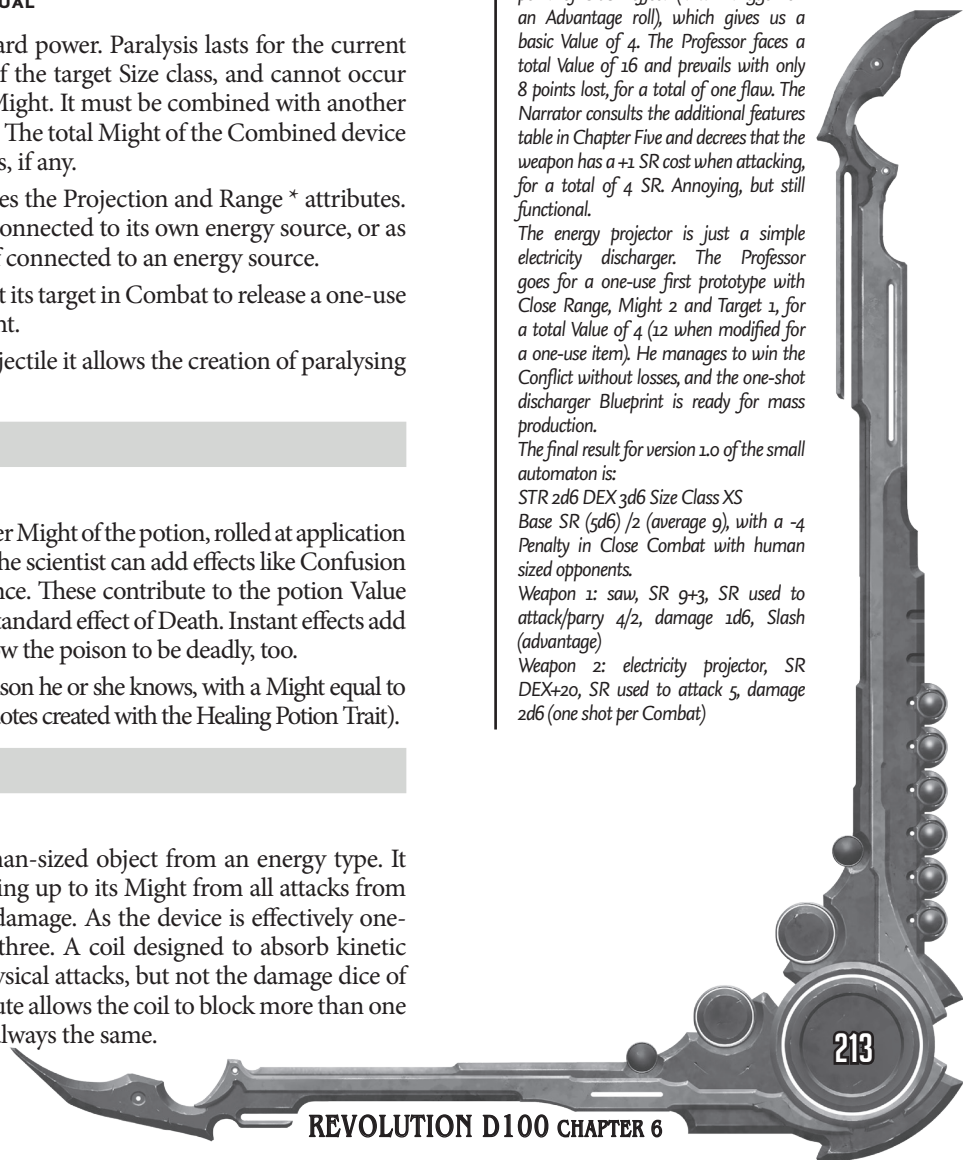 UAL
ard power. Paralysis lasts for the current
f the target Size class, and cannot occur
Might. It must be combined with another
The total Might of the Combined device
s, if any.
es the Projection and Range * attributes.
onnected to its own energy source, or as
f connected to an energy source.
t its target in Combat to release a one-use
nt.
jectile it allows the creation of paralysing
er Might of the potion, rolled at application
he scientist can add effects like Confusion
nce. These contribute to the potion Value
tandard effect of Death. Instant effects add
w the poison to be deadly, too.
ison he or she knows, with a Might equal to
lotes created with the Healing Potion Trait).
nan-sized object from an energy type. It
ing up to its Might from all attacks from
damage. As the device is effectively one-
three. A coil designed to absorb kinetic
ysical attacks, but not the damage dice of
ute allows the coil to block more than one
lways the same.
an Advantage roll), which gives us a
basic Value of 4. The Professor faces a
total Value of 16 and prevails with only
8 points lost, for a total of one flaw. The
Narrator consults the additional features
table in Chapter Five and decrees that the
weapon has a +1 SR cost when attacking,
for a total of 4 SR. Annoying, but still
functional.
The energy projector is just a simple
electricity discharger. The Professor
goes for a one-use first prototype with
Close Range, Might 2 and Target 1, for
a total Value of 4 (12 when modified for
a one-use item). He manages to win the
Conflict without losses, and the one-shot
discharger Blueprint is ready for mass
production.
The final result for version 1.0 of the small
automaton is:
STR 2d6 DEX 3d6 Size Class XS
Base SR (5d6) /2 (average 9), with a -4
Penalty in Close Combat with human
sized opponents.
Weapon 1: saw, SR 9+3, SR used to
attack/parry 4/2, damage 1d6, Slash
(advantage)
Weapon 2: electricity projector, SR
DEX+20, SR used to attack 5, damage
2d6 (one shot per Combat)
213
REVOLUTION D100 CHAPTER 6